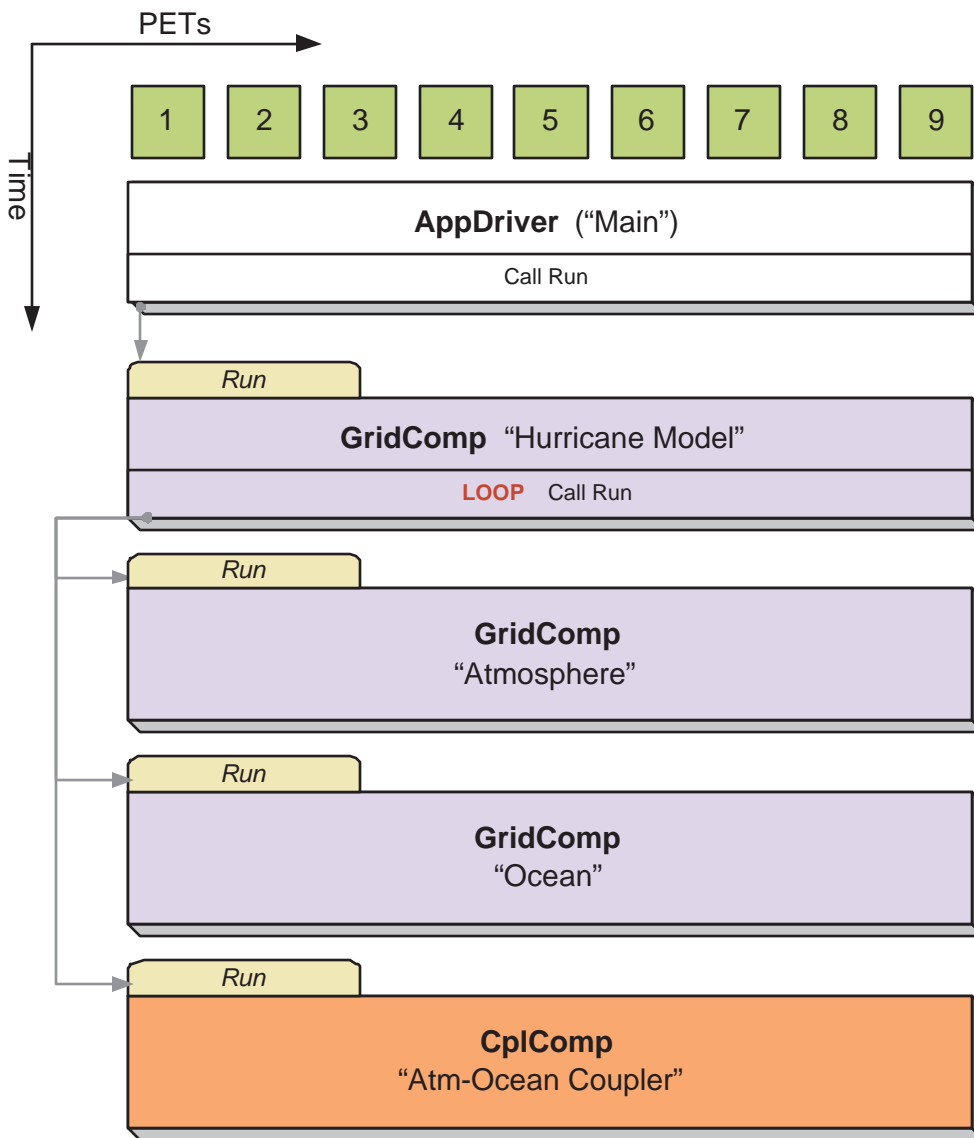 PETs
1 2 3 4 5 6 7 8 9
Time
AppDriver (“Main”)
Call Run
Run
GridComp “Hurricane Model”
LOOP Call Run
Run
GridComp
“Atmosphere”
Run
GridComp
“Ocean”
Run
CplComp
“Atm-Ocean Coupler”